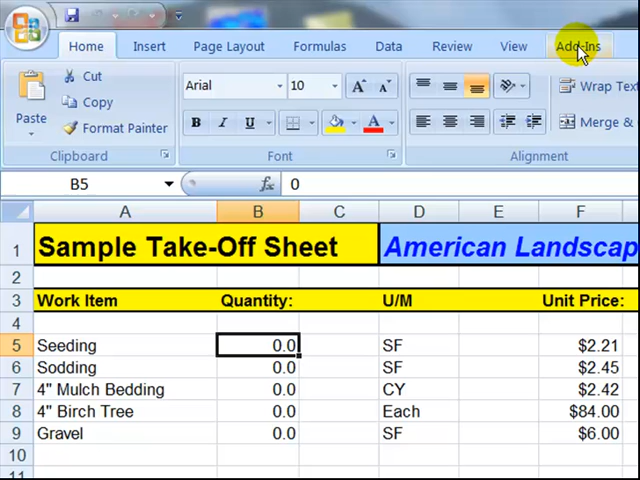 Home Insert Page Layout Formulas Data Review View Add-Ins
Cut
Copy
Format Painter
Paste
Arial 10
B I U A
Wrap Text
Merge &
Clipboard Font Alignment
B5 fx 0
A B C D E F
1 Sample Take-Off Sheet American Landscap
2
3 Work Item Quantity: U/M Unit Price:
4
5 Seeding 0.0 SF $2.21
6 Sodding 0.0 SF $2.45
7 4" Mulch Bedding 0.0 CY $2.42
8 4" Birch Tree 0.0 Each $84.00
9 Gravel 0.0 SF $6.00
10
11